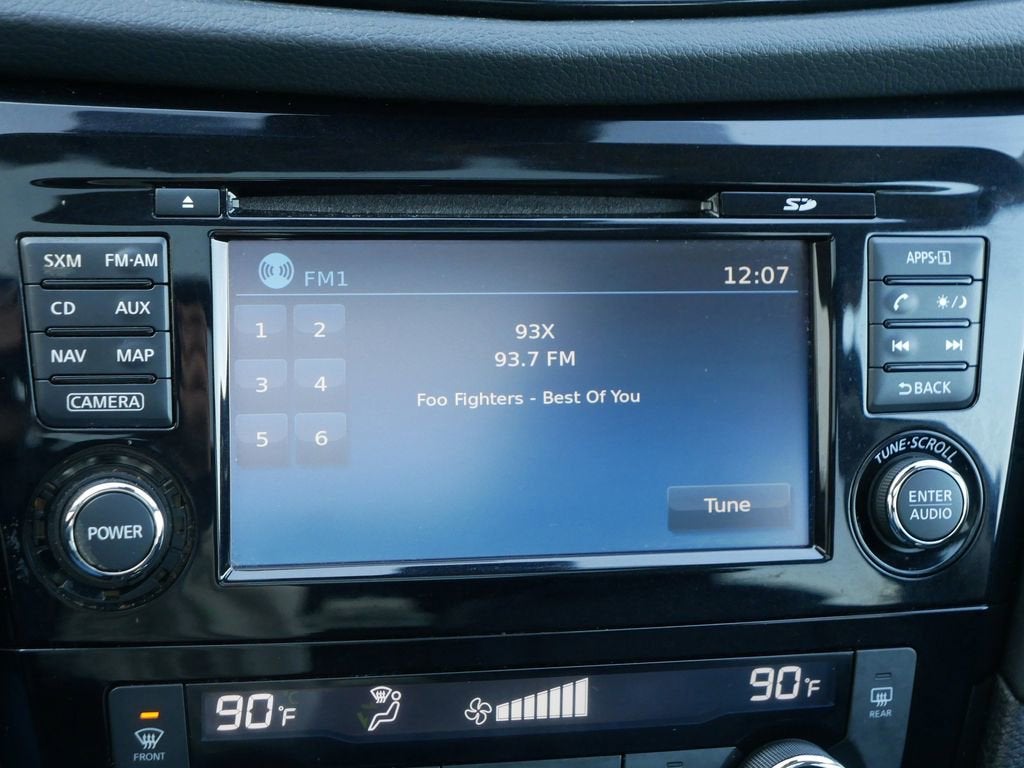 SXM FM·AM
CD AUX
NAV MAP
CAMERA
POWER
FM1 12:07
1 2
3 4
5 6
93X
93.7 FM
Foo Fighters - Best Of You
Tune
SD
APPS·i
BACK
TUNE·SCROLL
ENTER
AUDIO
90°F 90°F
FRONT
REAR